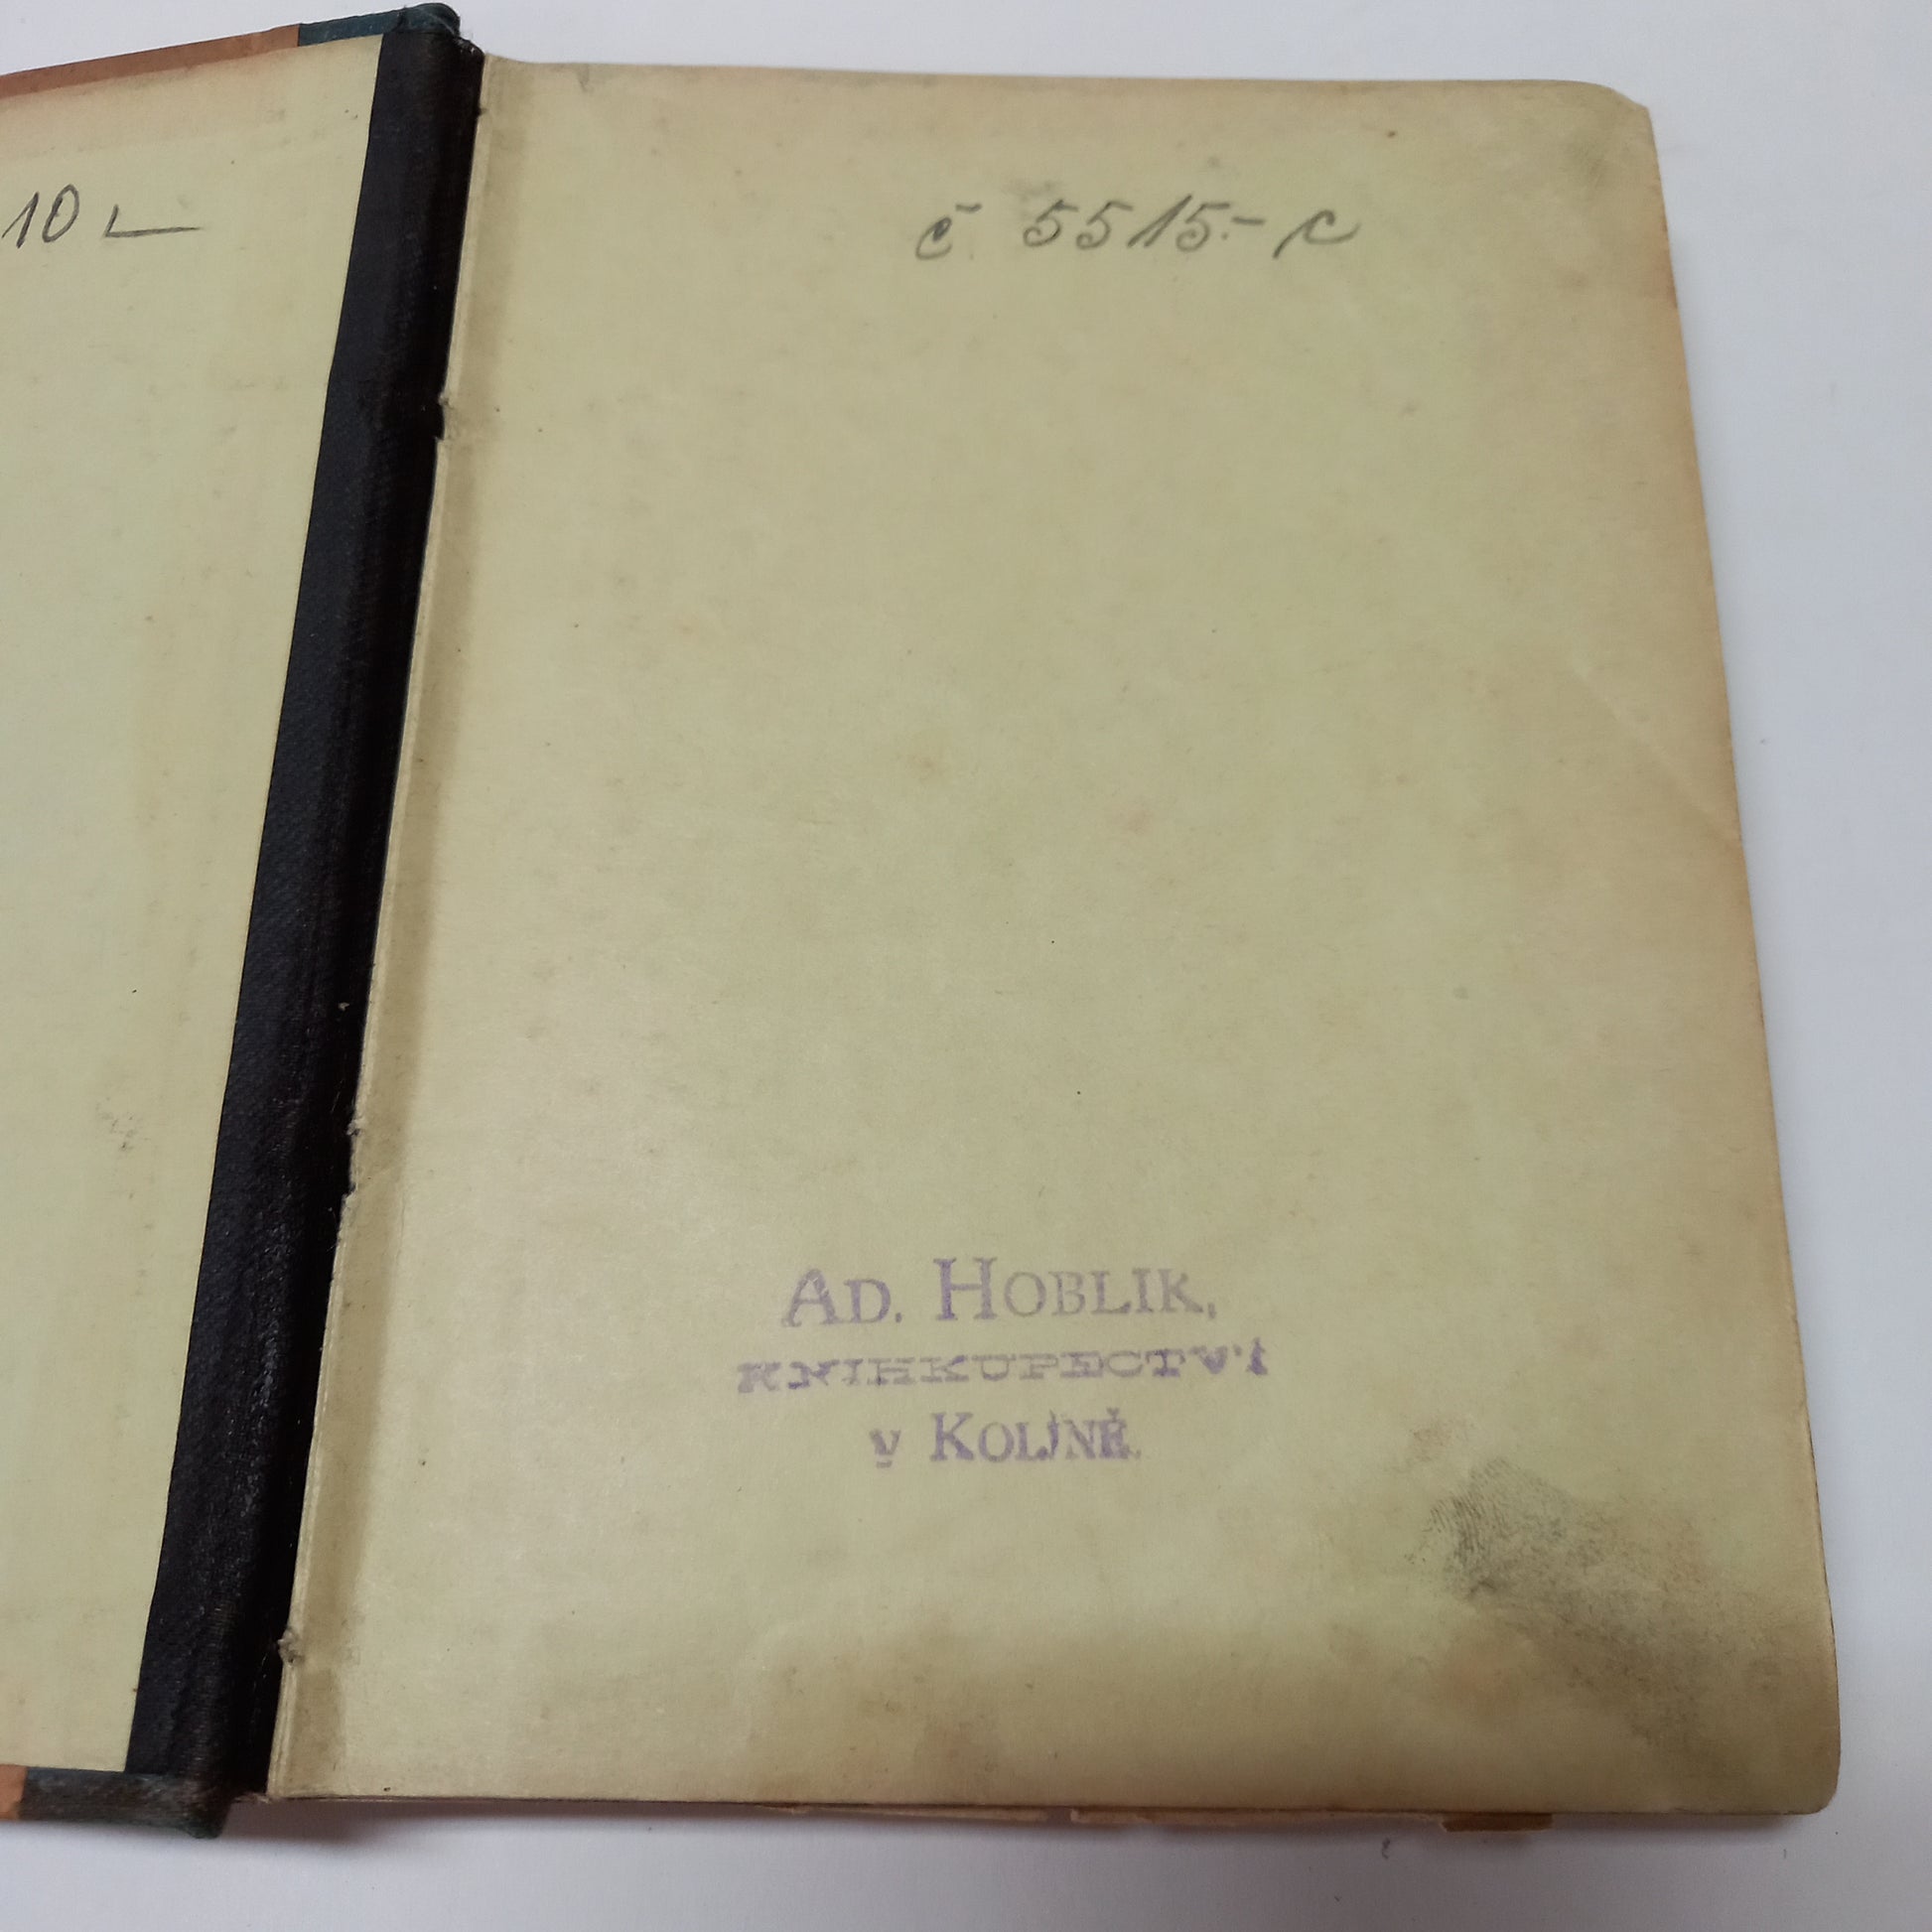 10
č 5515.- c
AD. HOBLIK,
KNIHKUPECTVÍ
v KOLÍNĚ.